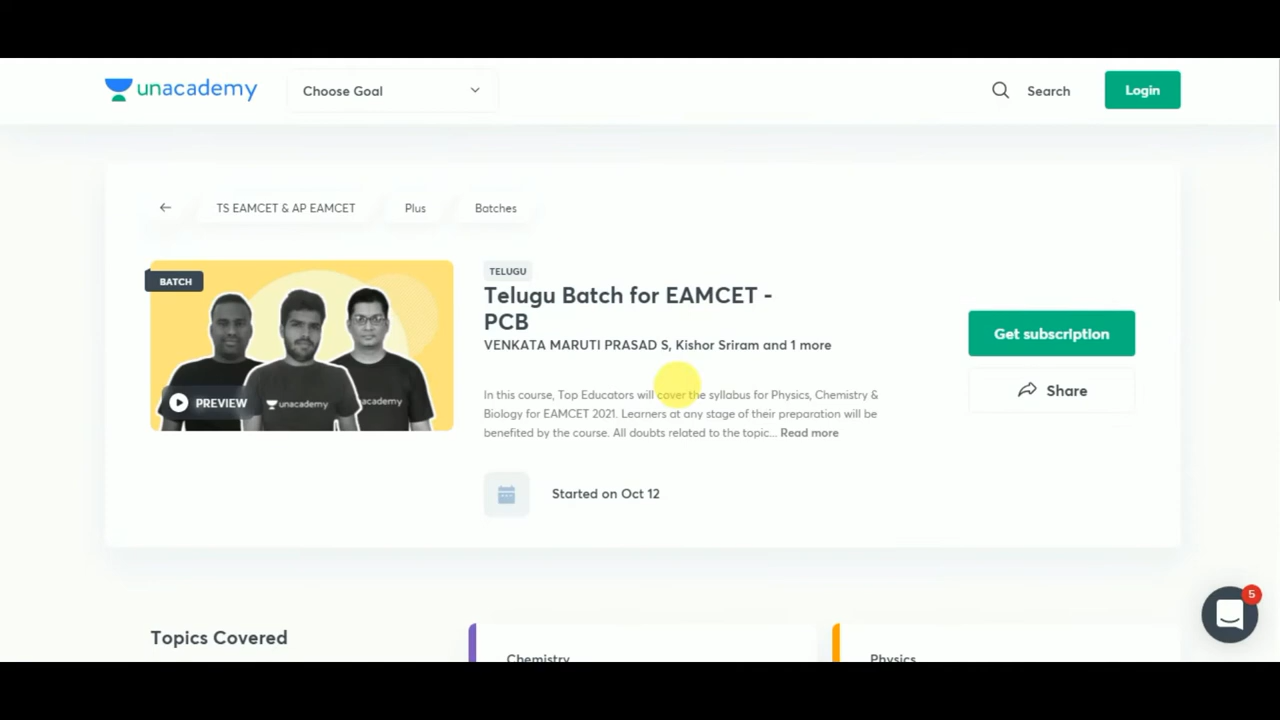 unacademy
Choose Goal
Search
Login
TS EAMCET & AP EAMCET
Plus
Batches
BATCH
PREVIEW
unacademy
academy
TELUGU
Telugu Batch for EAMCET -
PCB
VENKATA MARUTI PRASAD S, Kishor Sriram and 1 more
In this course, Top Educators will cover the syllabus for Physics, Chemistry &
Biology for EAMCET 2021. Learners at any stage of their preparation will be
benefited by the course. All doubts related to the topic... Read more
Started on Oct 12
Get subscription
Share
5
Topics Covered
Chemistry
Physics